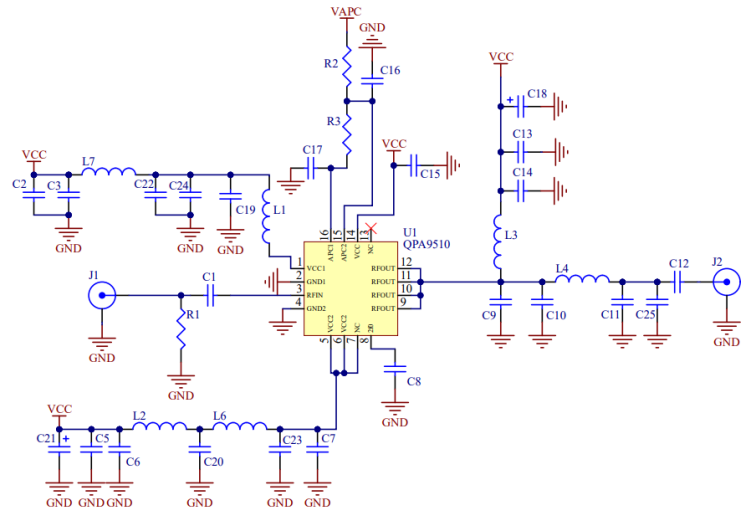 VAPC
GND
R2
C16
VCC
C18
+
C17
R3
VCC
C13
C15
C14
VCC
L7
C2
C3
C22
C24
C19
L1
GND
GND
GND
16
15
14
13
APC1
APC2
VCC
NC
U1
QPA9510
L3
1
VCC1
RFOUT
12
2
GND1
RFOUT
11
3
RFIN
RFOUT
10
4
GND2
RFOUT
9
VCC2
VCC2
NC
2f0
5
6
7
8
J1
C1
R1
GND
GND
L4
C12
J2
C9
C10
C11
C25
GND
GND
GND
GND
GND
C8
GND
VCC
L2
L6
C21
+
C5
C6
C20
C23
C7
GND
GND
GND
GND
GND
GND